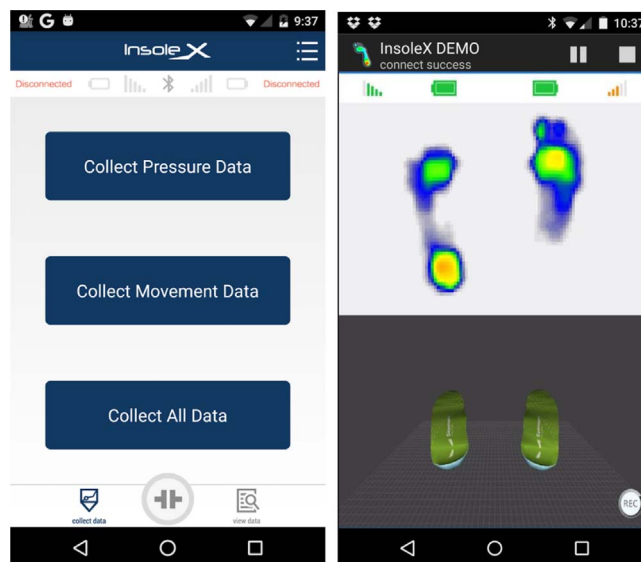 9:37
Insole X
Disconnected
Disconnected
Collect Pressure Data
Collect Movement Data
Collect All Data
collect data
view data
10:37
InsoleX DEMO
connect success
REC